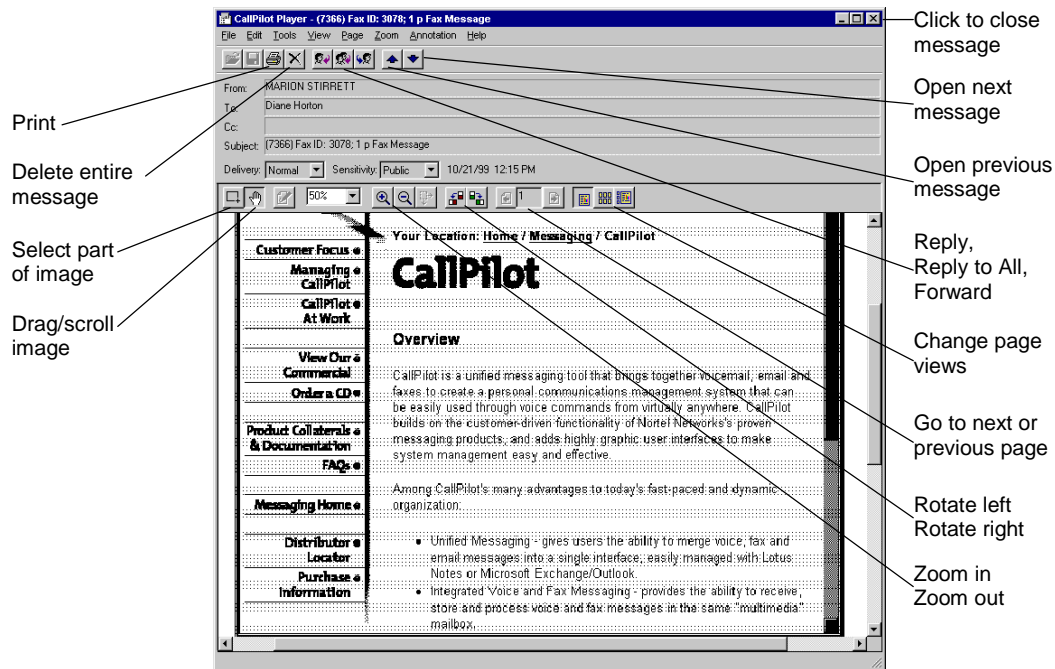 CallPilot Player - (7366) Fax ID: 3078; 1 p Fax Message
File Edit Tools View Page Zoom Annotation Help
From: MARION STIRRETT
To: Diane Horton
Cc:
Subject: (7366) Fax ID: 3078; 1 p Fax Message
Delivery: Normal Sensitivity: Public 10/21/99 12:15 PM
50% 1
Print
Delete entire
message
Select part
of image
Drag/scroll
image
Click to close
message
Open next
message
Open previous
message
Reply,
Reply to All,
Forward
Change page
views
Go to next or
previous page
Rotate left
Rotate right
Zoom in
Zoom out
Customer Focus
Managing
CallPilot
CallPilot
At Work
View Our
Commercial
Order a CD
Product Collaterals
& Documentation
FAQs
Messaging Home
Distributor
Locator
Purchase
Information
Your Location: Home / Messaging / CallPilot
CallPilot
Overview
CallPilot is a unified messaging tool that brings together voicemail, email and
faxes to create a personal communications management system that can
be easily used through voice commands from virtually anywhere. CallPilot
builds on the customer-driven functionality of Nortel Networks's proven
messaging products, and adds highly graphic user interfaces to make
system management easy and effective.
Among CallPilot's many advantages to today's fast-paced and dynamic
organization:
• Unified Messaging - gives users the ability to merge voice, fax and
email messages into a single interface, easily managed with Lotus
Notes or Microsoft Exchange/Outlook.
• Integrated Voice and Fax Messaging - provides the ability to receive,
store and process voice and fax messages in the same "multimedia"
mailbox.